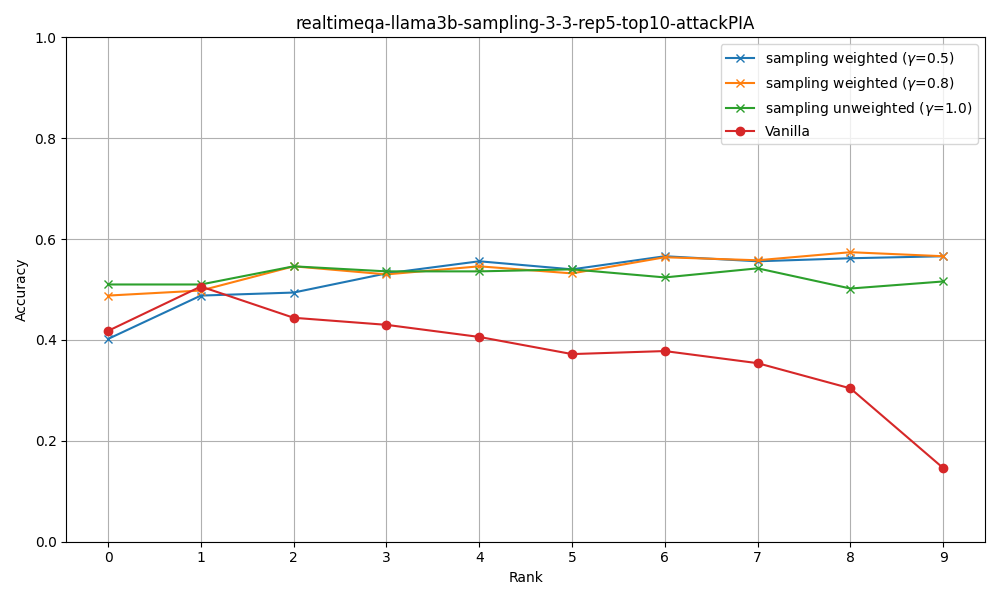 realtimeqa-llama3b-sampling-3-3-rep5-top10-attackPIA
sampling weighted (γ=0.5)
sampling weighted (γ=0.8)
sampling unweighted (γ=1.0)
Vanilla
Accuracy
1.0
0.8
0.6
0.4
0.2
0.0
0 1 2 3 4 5 6 7 8 9
Rank